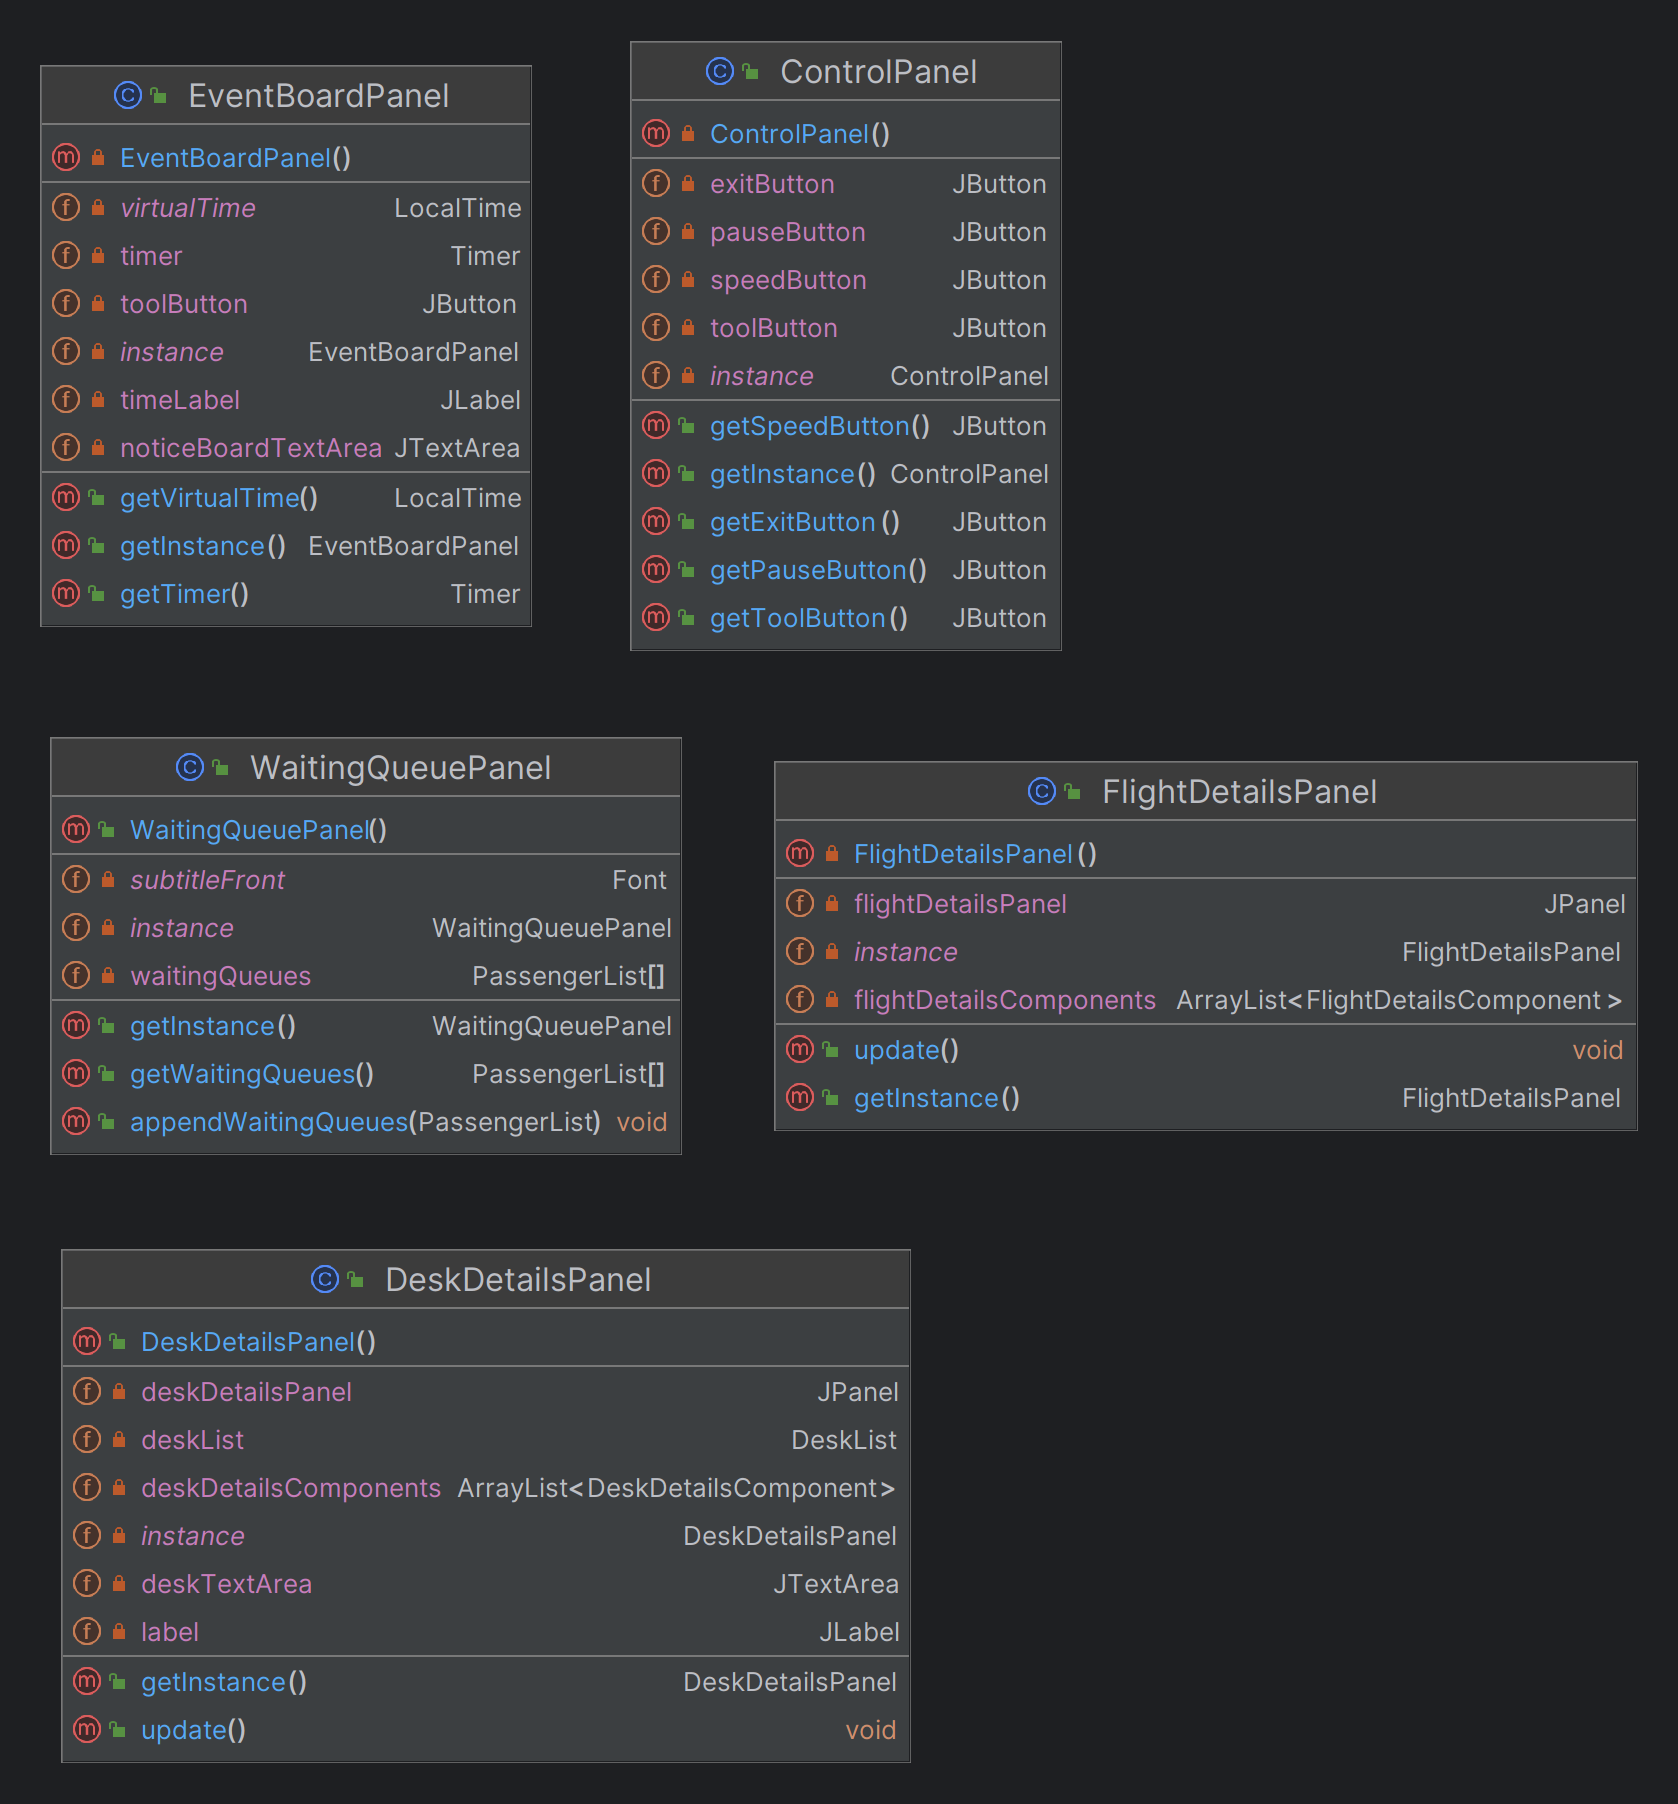 EventBoardPanel
EventBoardPanel()
virtualTime LocalTime
timer Timer
toolButton JButton
instance EventBoardPanel
timeLabel JLabel
noticeBoardTextArea JTextArea
getVirtualTime() LocalTime
getInstance() EventBoardPanel
getTimer() Timer
ControlPanel
ControlPanel()
exitButton JButton
pauseButton JButton
speedButton JButton
toolButton JButton
instance ControlPanel
getSpeedButton() JButton
getInstance() ControlPanel
getExitButton() JButton
getPauseButton() JButton
getToolButton() JButton
WaitingQueuePanel
WaitingQueuePanel()
subtitleFront Font
instance WaitingQueuePanel
waitingQueues PassengerList[]
getInstance() WaitingQueuePanel
getWaitingQueues() PassengerList[]
appendWaitingQueues(PassengerList) void
FlightDetailsPanel
FlightDetailsPanel()
flightDetailsPanel JPanel
instance FlightDetailsPanel
flightDetailsComponents ArrayList<FlightDetailsComponent>
update() void
getInstance() FlightDetailsPanel
DeskDetailsPanel
DeskDetailsPanel()
deskDetailsPanel JPanel
deskList DeskList
deskDetailsComponents ArrayList<DeskDetailsComponent>
instance DeskDetailsPanel
deskTextArea JTextArea
label JLabel
getInstance() DeskDetailsPanel
update() void